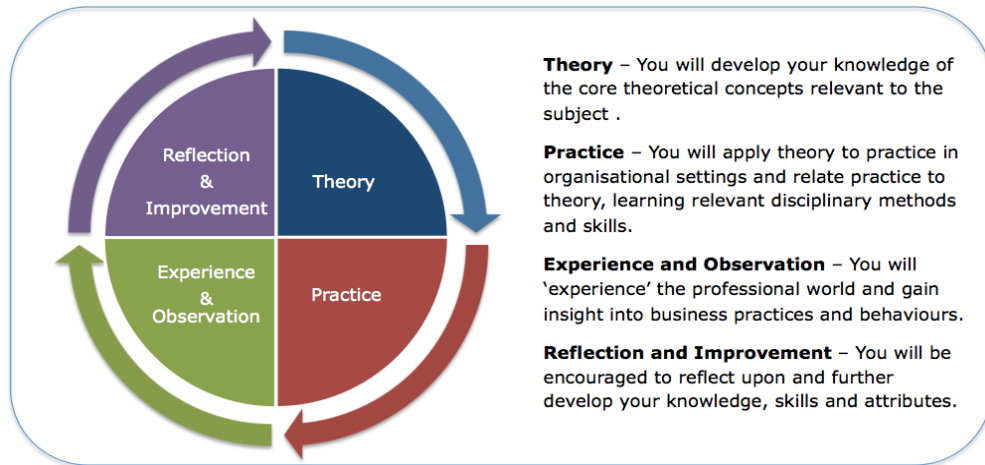 Reflection
&
Improvement
Theory
Experience
&
Observation
Practice
Theory – You will develop your knowledge of
the core theoretical concepts relevant to the
subject .
Practice – You will apply theory to practice in
organisational settings and relate practice to
theory, learning relevant disciplinary methods
and skills.
Experience and Observation – You will
‘experience’ the professional world and gain
insight into business practices and behaviours.
Reflection and Improvement – You will be
encouraged to reflect upon and further
develop your knowledge, skills and attributes.